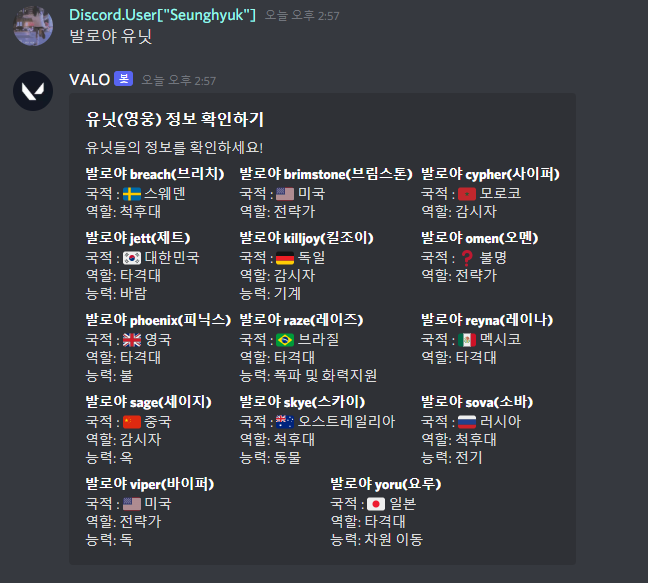 Discord.User["Seunghyuk"] 오늘 오후 2:57
발로야 유닛
VALO 봇 오늘 오후 2:57
유닛(영웅) 정보 확인하기
유닛들의 정보를 확인하세요!
발로야 breach(브리치)
국적 : 스웨덴
역할: 척후대
발로야 brimstone(브림스톤)
국적 : 미국
역할: 전략가
발로야 cypher(사이퍼)
국적 : 모로코
역할: 감시자
발로야 jett(제트)
국적 : 대한민국
역할: 타격대
능력: 바람
발로야 killjoy(킬조이)
국적 : 독일
역할: 감시자
능력: 기계
발로야 omen(오멘)
국적 : ❓ 불명
역할: 전략가
발로야 phoenix(피닉스)
국적 : 영국
역할: 타격대
능력: 불
발로야 raze(레이즈)
국적 : 브라질
역할: 타격대
능력: 폭파 및 화력지원
발로야 reyna(레이나)
국적 : 멕시코
역할: 타격대
발로야 sage(세이지)
국적 : 중국
역할: 감시자
능력: 옥
발로야 skye(스카이)
국적 : 오스트레일리아
역할: 척후대
능력: 동물
발로야 sova(소바)
국적 : 러시아
역할: 척후대
능력: 전기
발로야 viper(바이퍼)
국적 : 미국
역할: 전략가
능력: 독
발로야 yoru(요루)
국적 : 일본
역할: 타격대
능력: 차원 이동